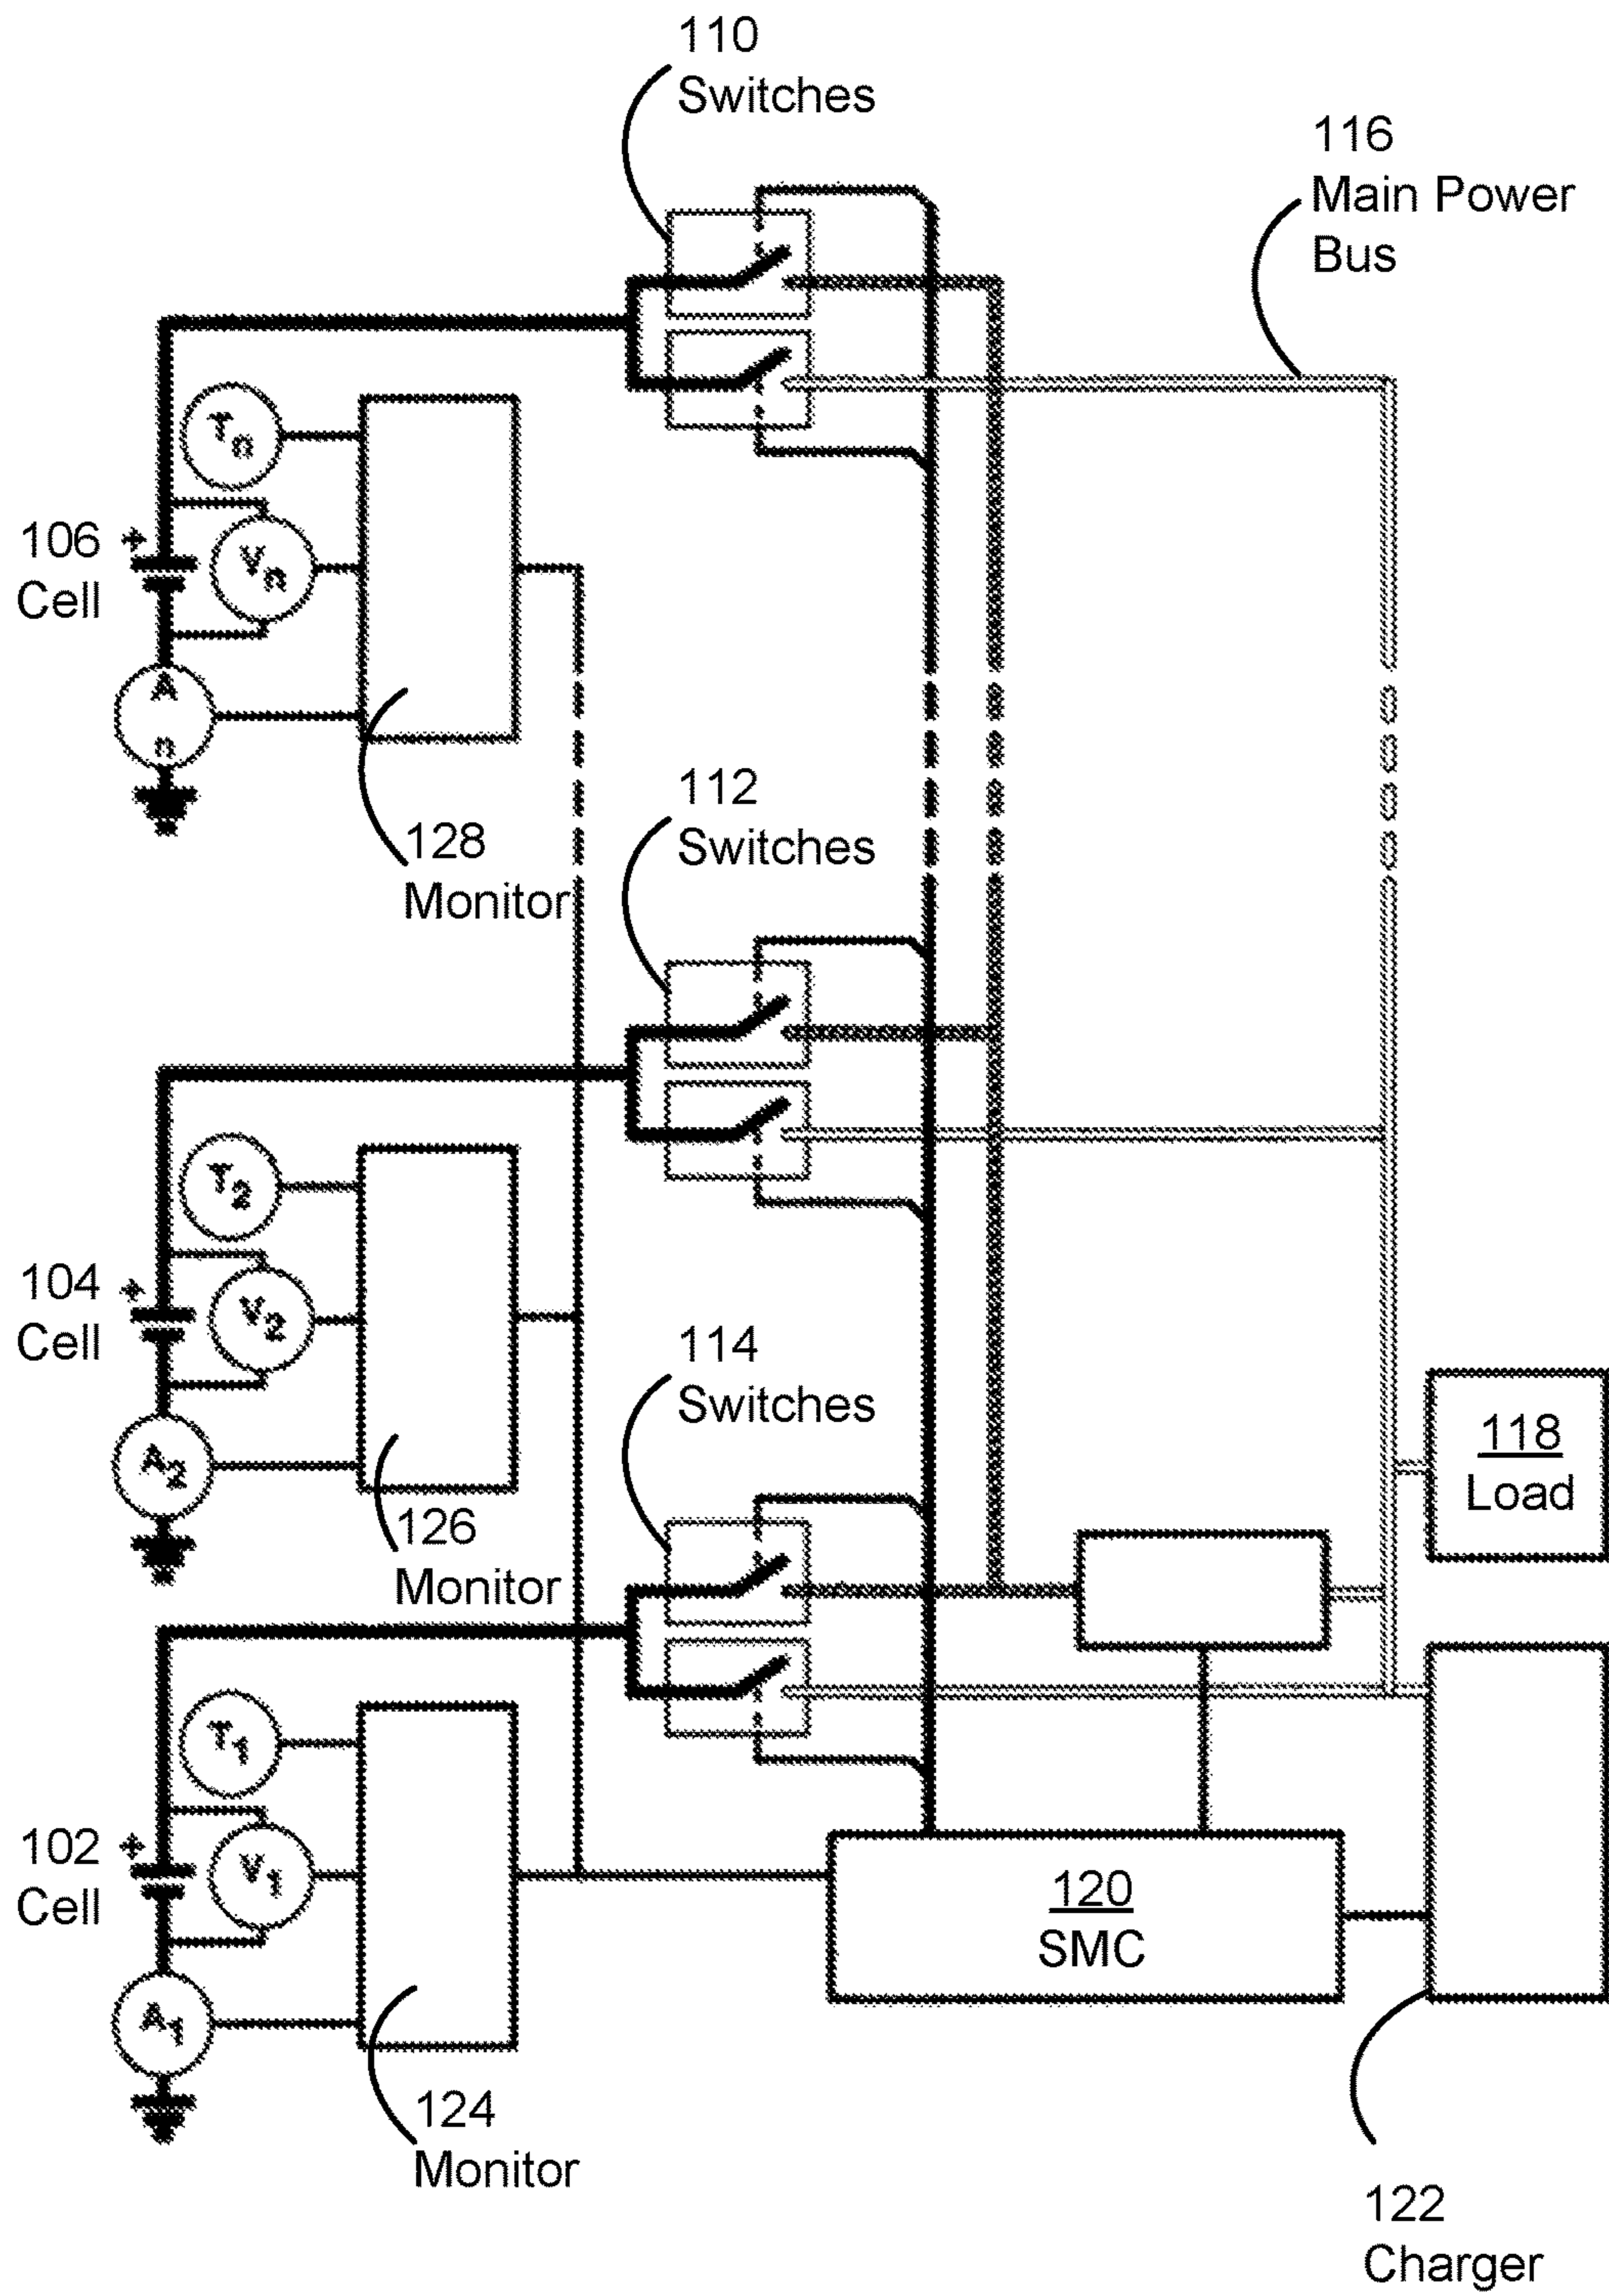 110
Switches
116
Main Power
Bus
Tn
106
Cell
+
Vn
A
n
128
Monitor
112
Switches
T2
104
Cell
+
V2
A2
126
Monitor
114
Switches
118
Load
T1
102
Cell
+
V1
A1
120
SMC
124
Monitor
122
Charger